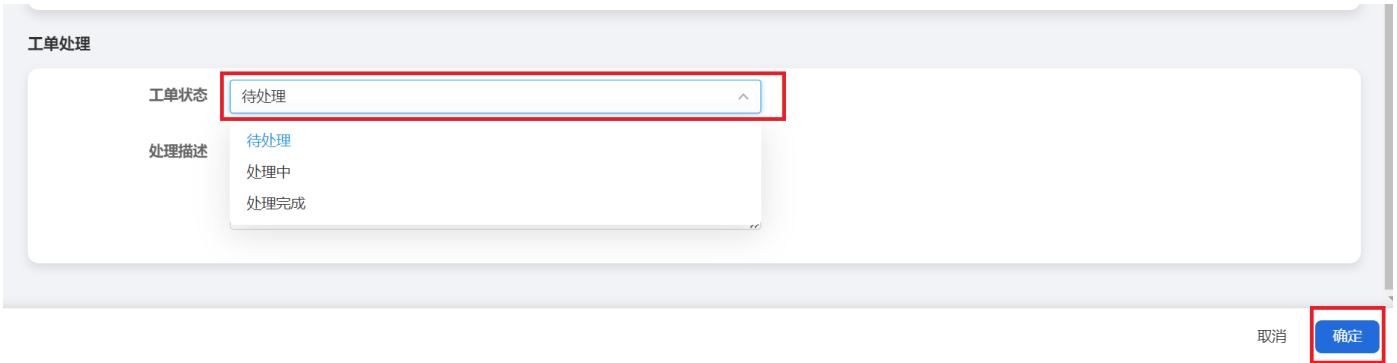 工单处理
工单状态
待处理
处理描述
待处理
处理中
处理完成
取消
确定